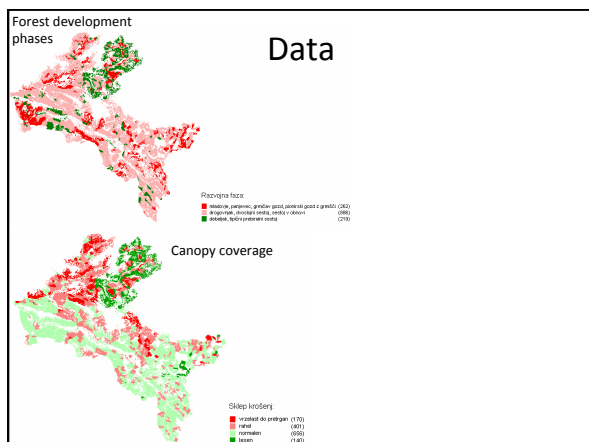 Forest development
phases
Data
Razvojna faza:
mladovje, panjevec, grmičav gozd, pionirski gozd z grmišči (262)
drogovnjak, dvoslojni sestoj, sestoj v obnovi (886)
debeljak, tipični prebiralni sestoj (219)
Canopy coverage
Sklep krošenj:
vrzelast do pretrgan (170)
rahel (401)
normalen (656)
tesen (140)